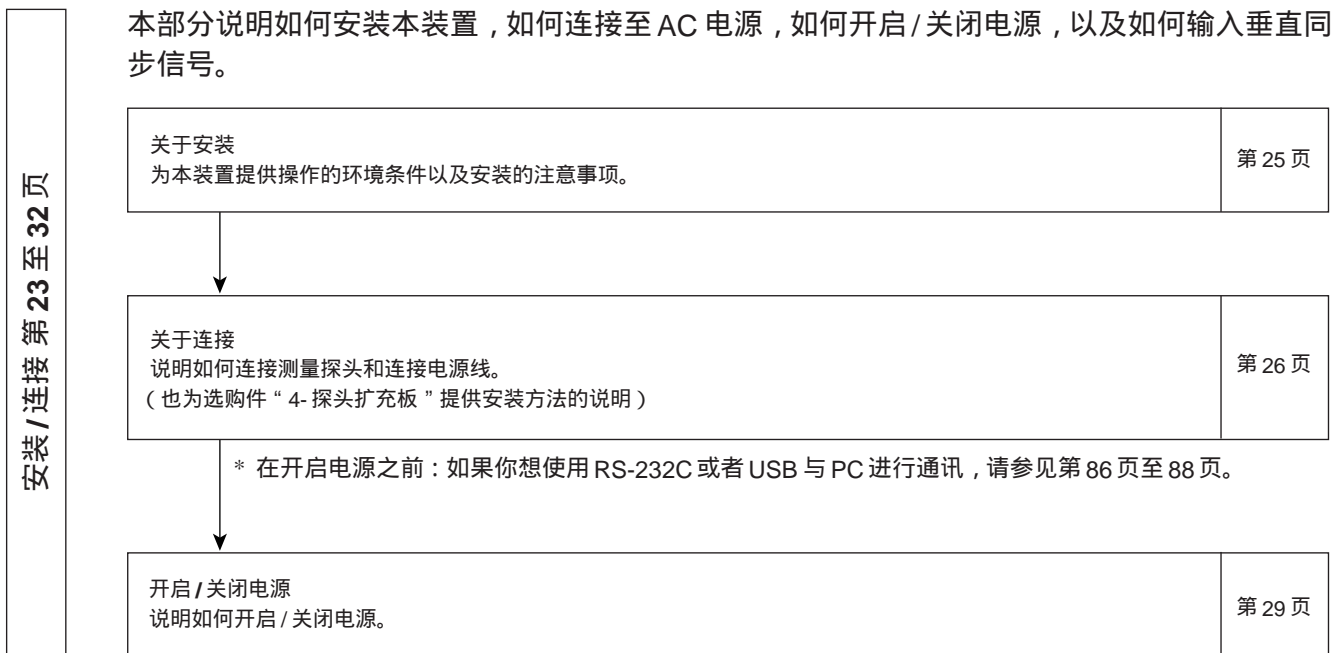 本部分说明如何安装本装置，如何连接至 AC 电源，如何开启/关闭电源，以及如何输入垂直同
步信号。
安装/连接 第 23 至 32 页
关于安装
为本装置提供操作的环境条件以及安装的注意事项。
第 25 页
关于连接
说明如何连接测量探头和连接电源线。
（也为选购件“4-探头扩充板”提供安装方法的说明）
第 26 页
* 在开启电源之前：如果你想使用 RS-232C 或者 USB 与 PC 进行通讯，请参见第 86 页至 88 页。
开启/关闭电源
说明如何开启/关闭电源。
第 29 页